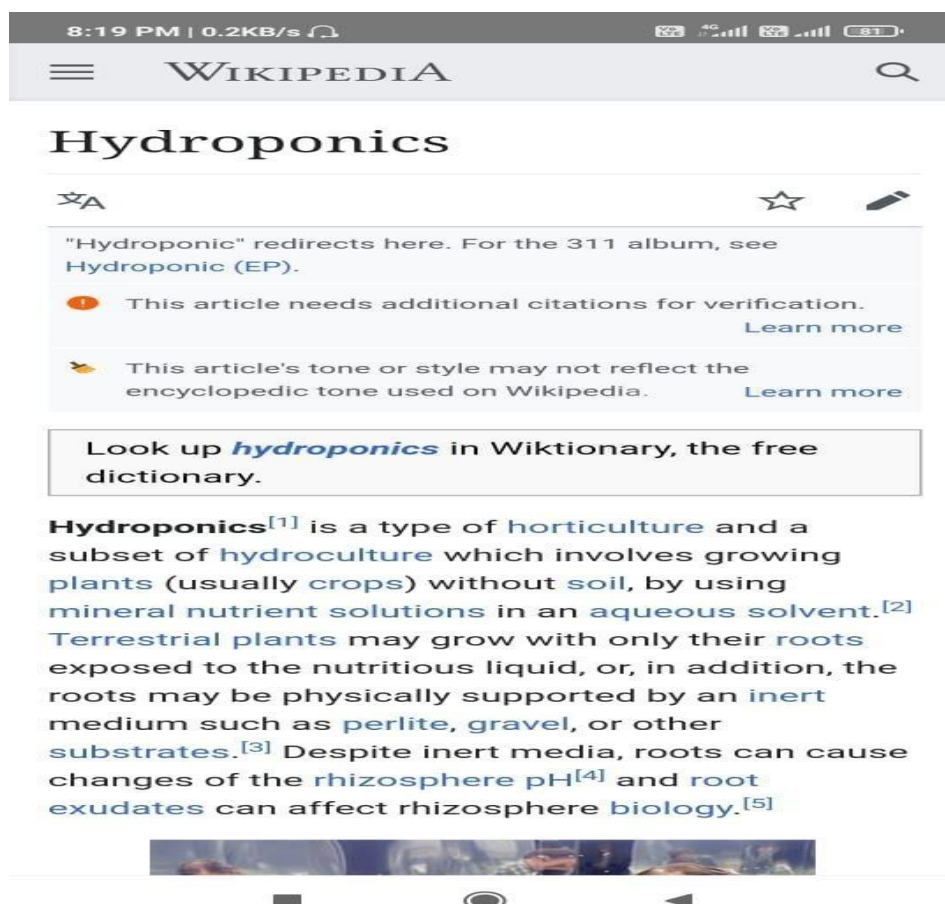 8:19 PM | 0.2KB/s
4G
81
WIKIPEDIA
Hydroponics
"Hydroponic" redirects here. For the 311 album, see
Hydroponic (EP).
This article needs additional citations for verification.
Learn more
This article's tone or style may not reflect the
encyclopedic tone used on Wikipedia. Learn more
Look up hydroponics in Wiktionary, the free
dictionary.
Hydroponics[1] is a type of horticulture and a
subset of hydroculture which involves growing
plants (usually crops) without soil, by using
mineral nutrient solutions in an aqueous solvent.[2]
Terrestrial plants may grow with only their roots
exposed to the nutritious liquid, or, in addition, the
roots may be physically supported by an inert
medium such as perlite, gravel, or other
substrates.[3] Despite inert media, roots can cause
changes of the rhizosphere pH[4] and root
exudates can affect rhizosphere biology.[5]